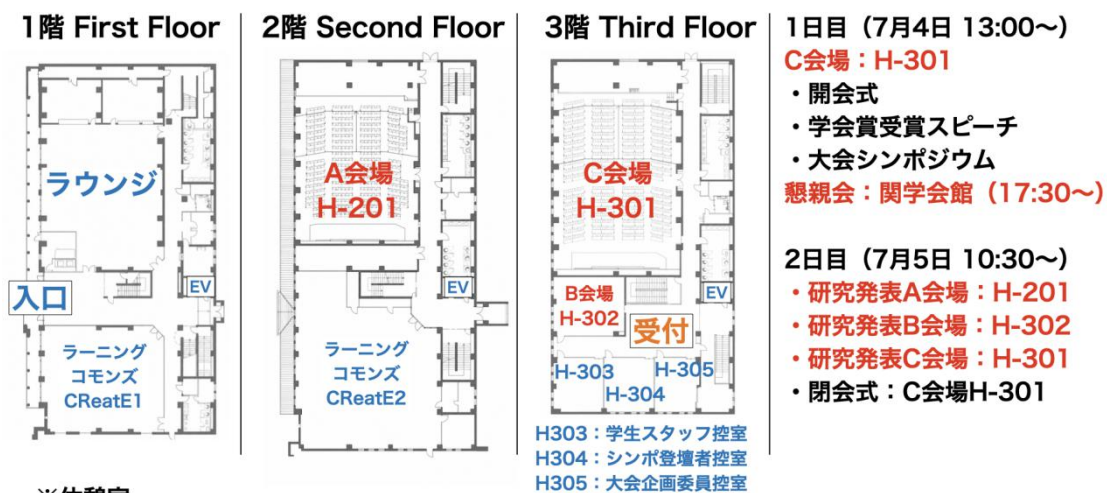 1階 First Floor
ラウンジ
EV
入口
ラーニング
コモンズ
CReatE1
2階 Second Floor
A会場
H-201
EV
ラーニング
コモンズ
CReatE2
3階 Third Floor
C会場
H-301
B会場
H-302
EV
受付
H-303
H-304
H-305
H303：学生スタッフ控室
H304：シンポ登壇者控室
H305：大会企画委員控室
1日目（7月4日 13:00〜）
C会場：H-301
・開会式
・学会賞受賞スピーチ
・大会シンポジウム
懇親会：関学会館（17:30〜）
2日目（7月5日 10:30〜）
・研究発表A会場：H-201
・研究発表B会場：H-302
・研究発表C会場：H-301
・閉会式：C会場H-301